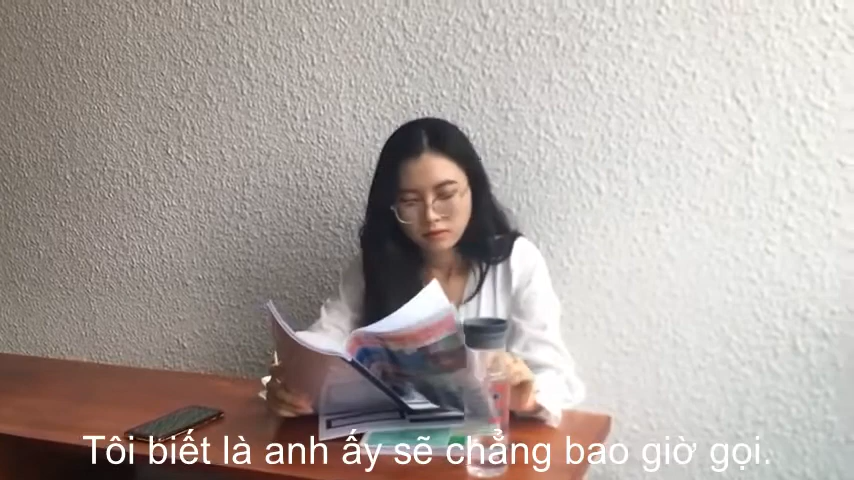 Tôi biết là anh ấy sẽ chẳng bao giờ gọi.